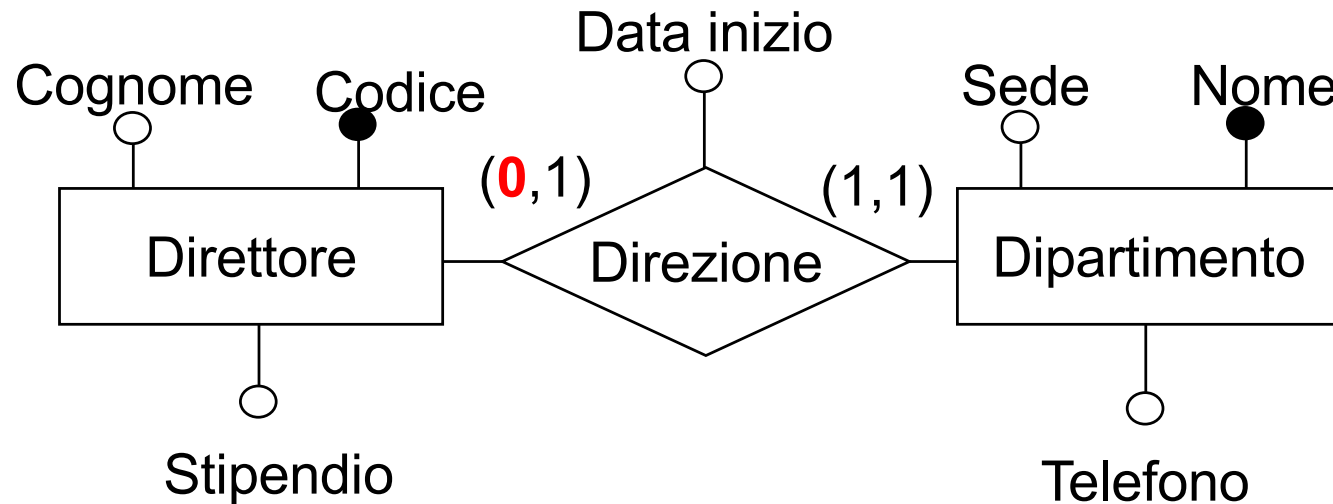 Data inizio
Cognome
Codice
Sede
Nome
(0,1)
(1,1)
Direttore
Direzione
Dipartimento
Stipendio
Telefono